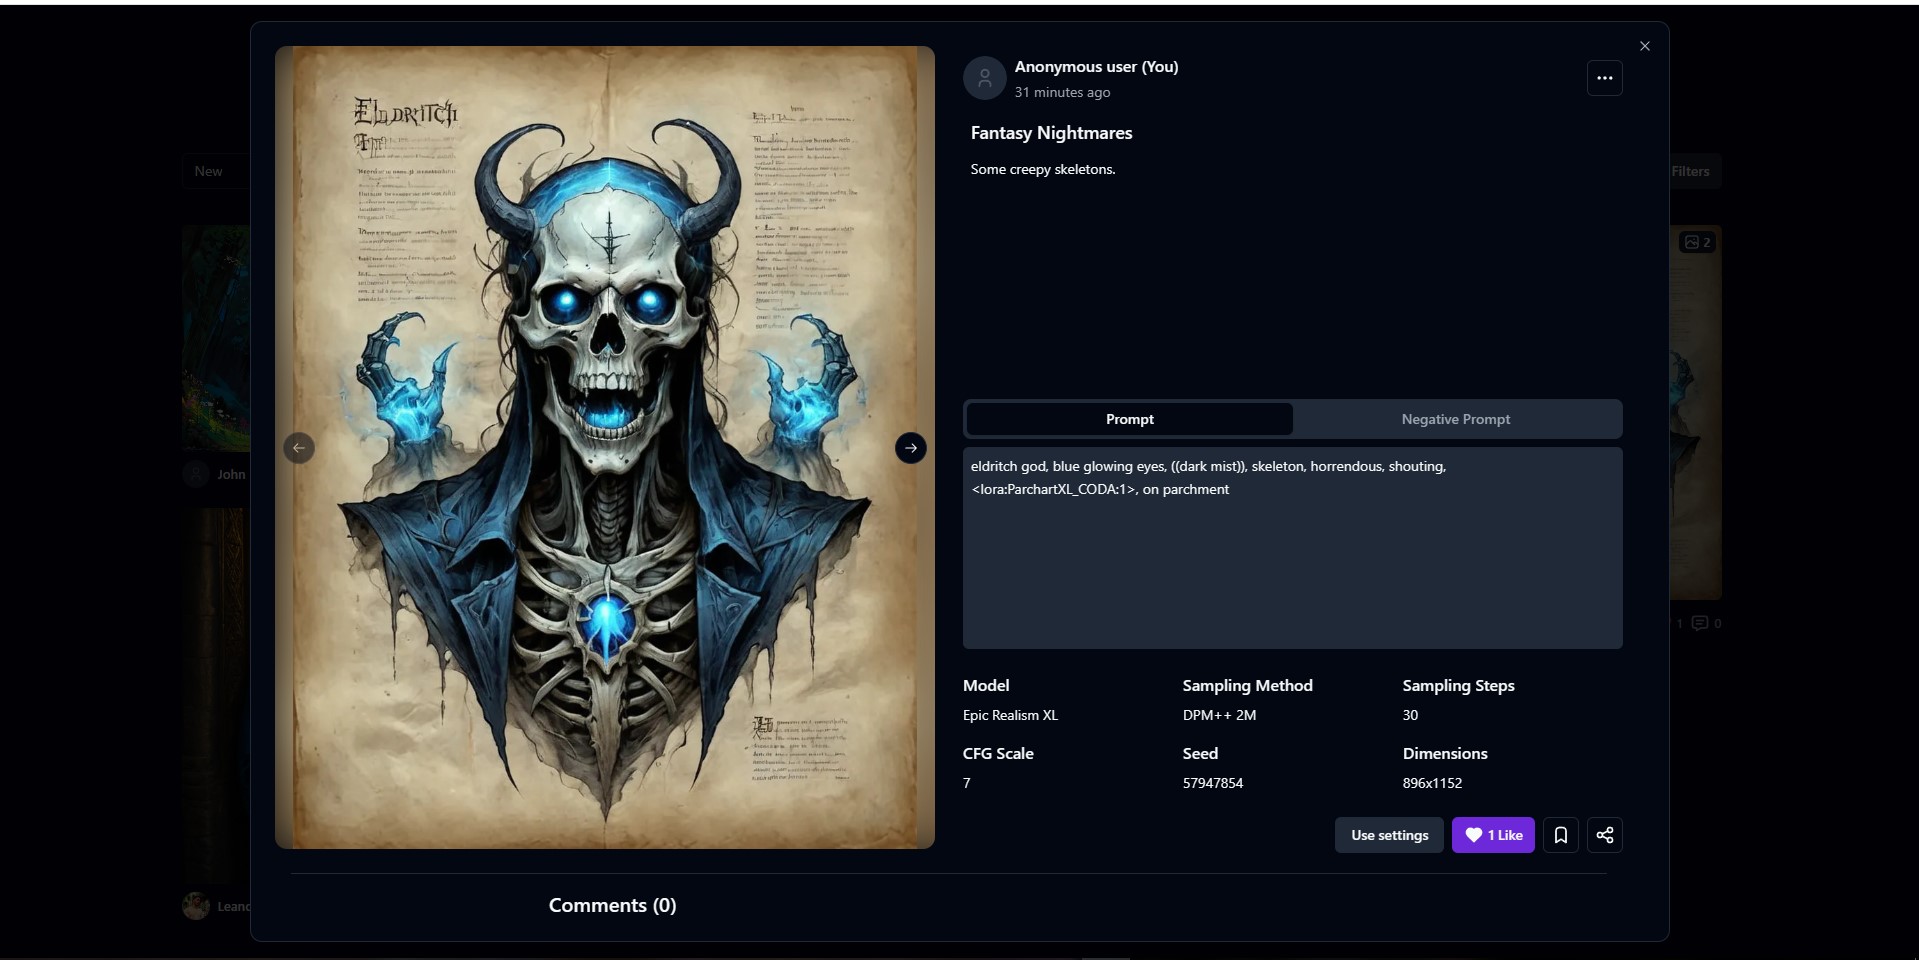 ELDRITCH
Anonymous user (You)
31 minutes ago
Fantasy Nightmares
Some creepy skeletons.
New
Filters
2
Prompt
Negative Prompt
eldritch god, blue glowing eyes, ((dark mist)), skeleton, horrendous, shouting,
<lora:ParchartXL_CODA:1>, on parchment
John
1 0
Model
Sampling Method
Sampling Steps
Epic Realism XL
DPM++ 2M
30
CFG Scale
Seed
Dimensions
7
57947854
896x1152
Use settings
1 Like
Comments (0)